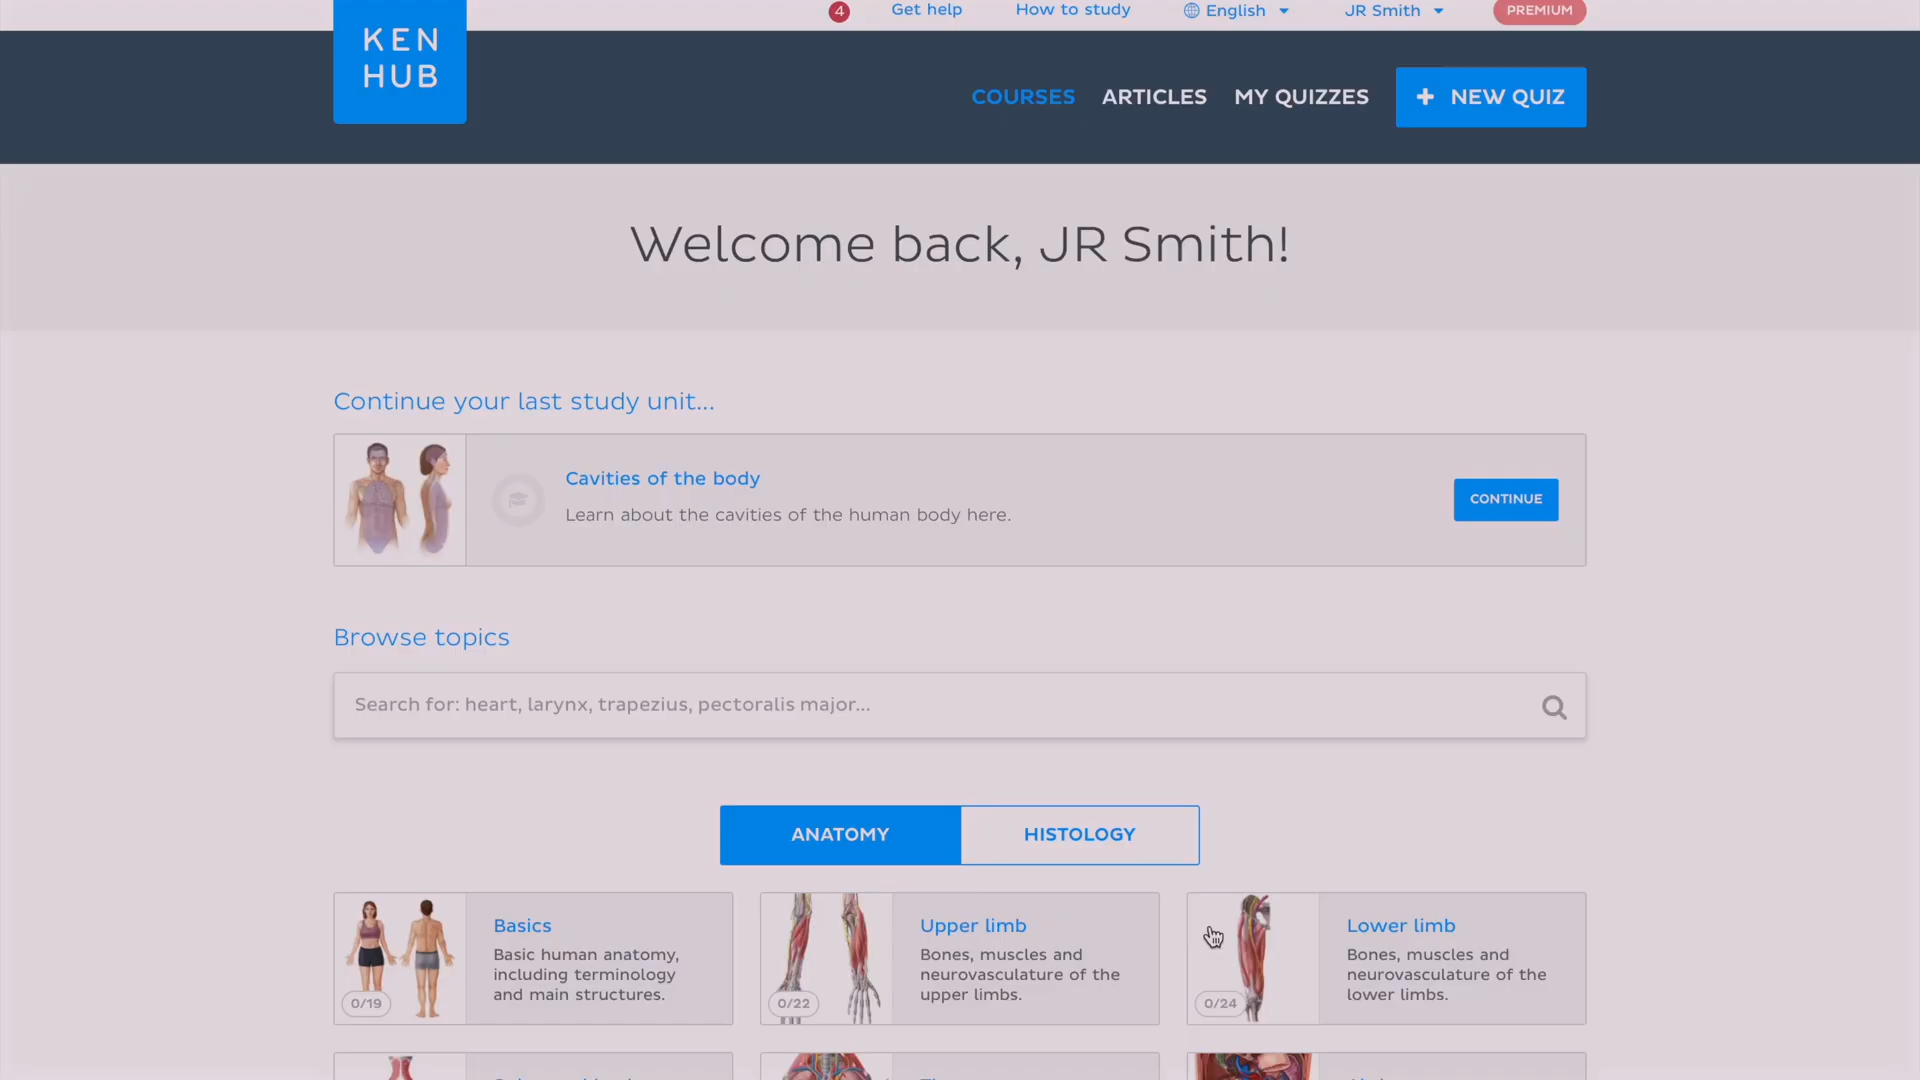 4 Get help How to study English JR Smith PREMIUM
KEN
HUB
COURSES ARTICLES MY QUIZZES + NEW QUIZ
Welcome back, JR Smith!
Continue your last study unit...
Cavities of the body
Learn about the cavities of the human body here.
CONTINUE
Browse topics
Search for: heart, larynx, trapezius, pectoralis major...
ANATOMY HISTOLOGY
Basics
Basic human anatomy,
including terminology
and main structures.
0/19
Upper limb
Bones, muscles and
neurovasculature of the
upper limbs.
0/22
Lower limb
Bones, muscles and
neurovasculature of the
lower limbs.
0/24